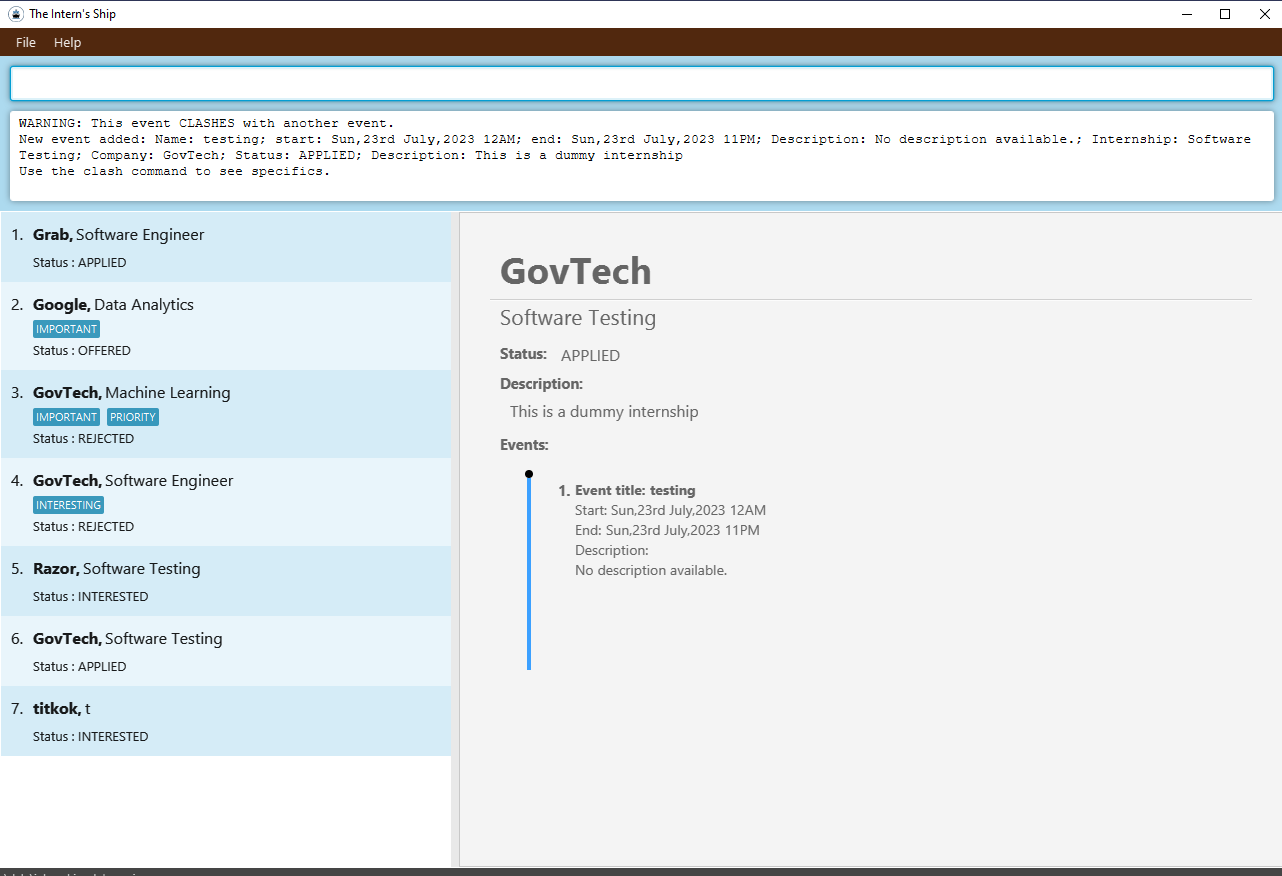 The Intern's Ship
File Help
WARNING: This event CLASHES with another event.
New event added: Name: testing; start: Sun,23rd July,2023 12AM; end: Sun,23rd July,2023 11PM; Description: No description available.; Internship: Software
Testing; Company: GovTech; Status: APPLIED; Description: This is a dummy internship
Use the clash command to see specifics.
1. Grab, Software Engineer
Status : APPLIED
2. Google, Data Analytics
IMPORTANT
Status : OFFERED
3. GovTech, Machine Learning
IMPORTANT PRIORITY
Status : REJECTED
4. GovTech, Software Engineer
INTERESTING
Status : REJECTED
5. Razor, Software Testing
Status : INTERESTED
6. GovTech, Software Testing
Status : APPLIED
7. titkok, t
Status : INTERESTED
GovTech
Software Testing
Status: APPLIED
Description:
This is a dummy internship
Events:
1. Event title: testing
Start: Sun,23rd July,2023 12AM
End: Sun,23rd July,2023 11PM
Description:
No description available.